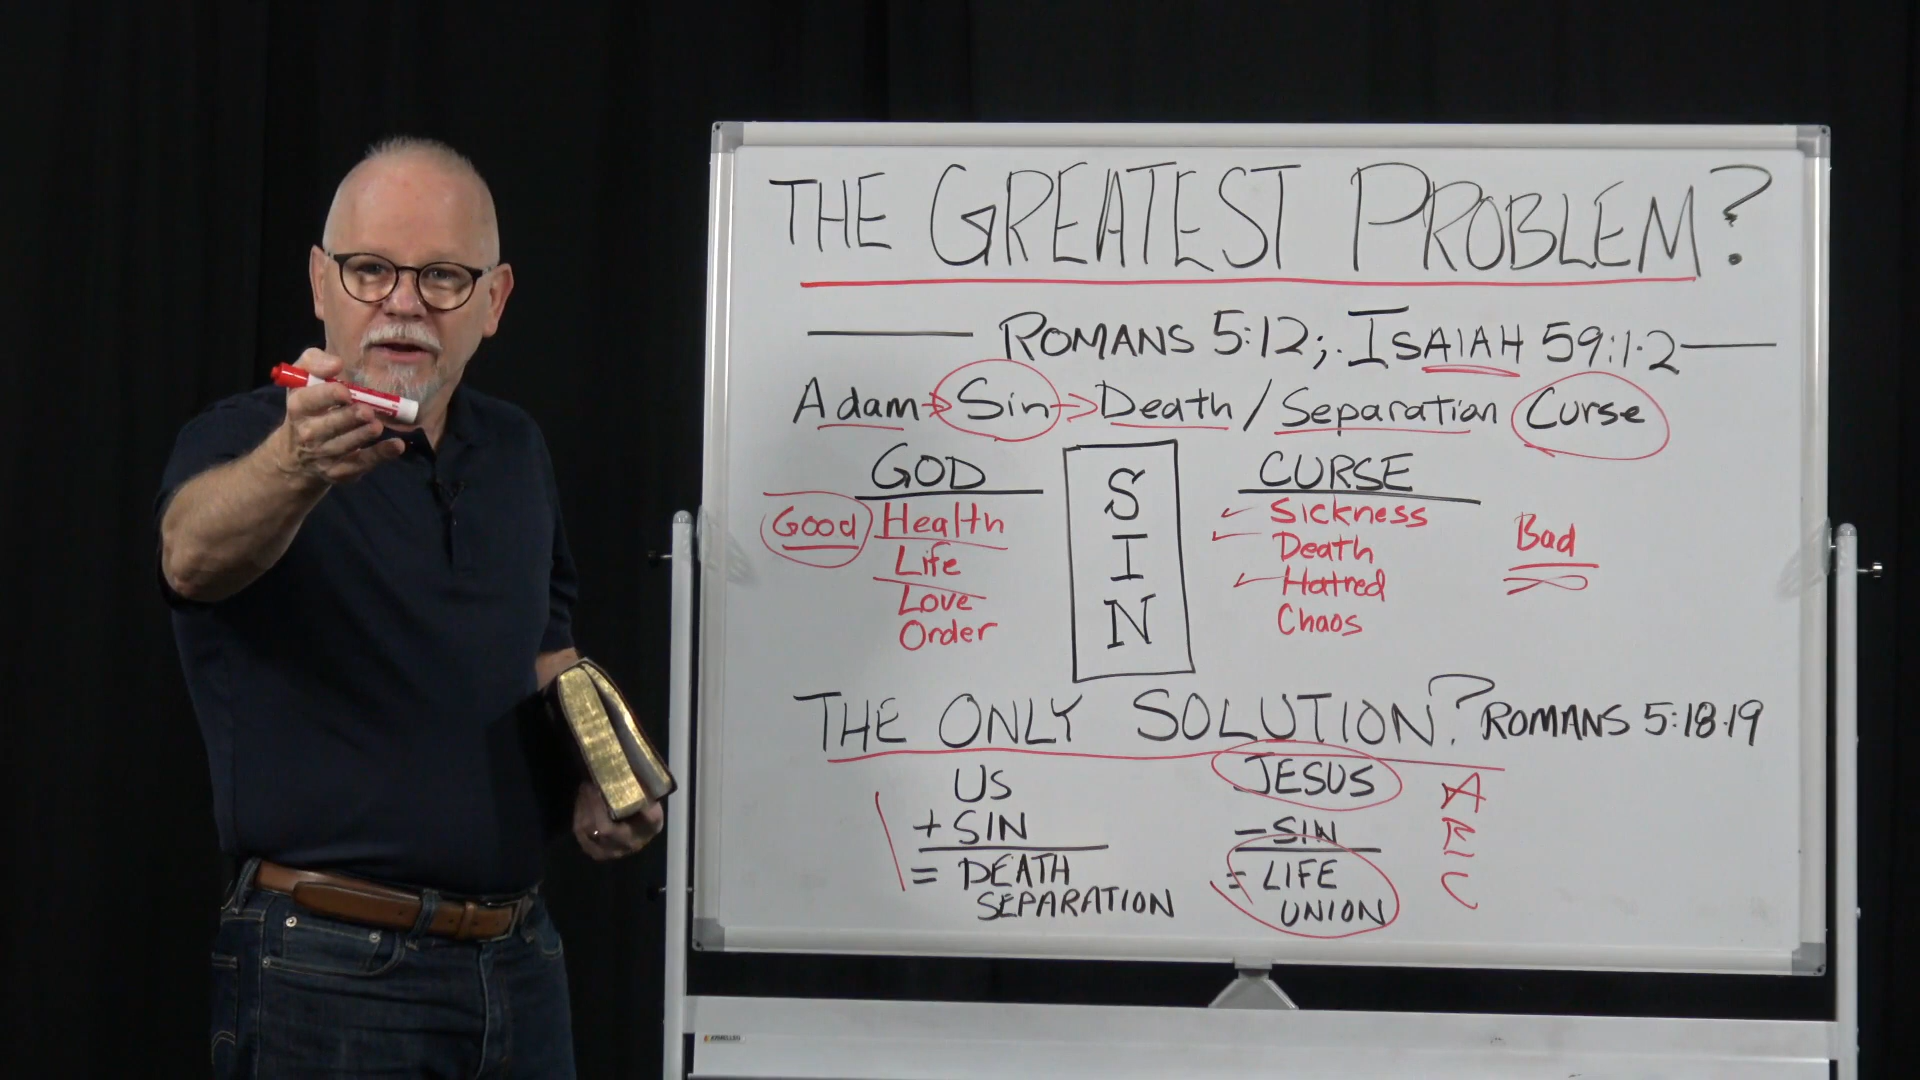 THE GREATEST PROBLEM?
ROMANS 5:12; ISAIAH 59:1-2
Adam → Sin → Death / Separation Curse
GOD
Good
Health
Life
Love
Order
SIN
CURSE
Sickness
Death
Hatred
Chaos
Bad
THE ONLY SOLUTION? ROMANS 5:18-19
US
+ SIN
= DEATH
SEPARATION
JESUS
- SIN
= LIFE
UNION
A
B
C